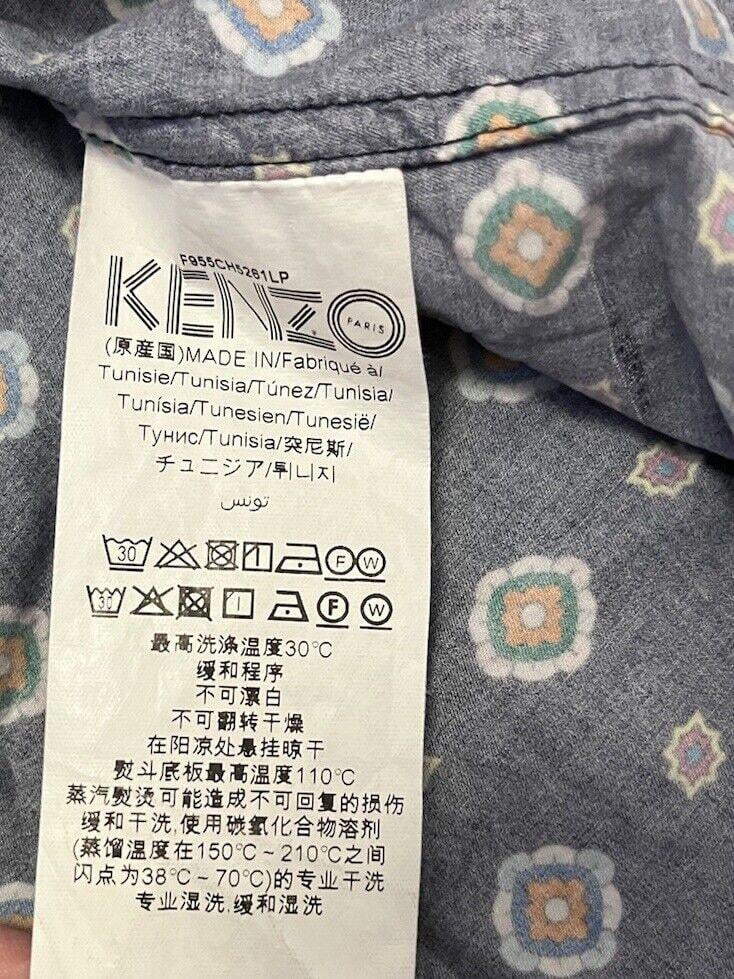 F955CH5261LP
KENZO
PARIS
(原産国)MADE IN/Fabriqué à/
Tunisie/Tunisia/Túnez/Tunisia/
Tunísia/Tunesien/Tunesië/
Тунис/Tunisia/突尼斯/
チュニジア/튀니지
تونس
30 F W
30 F W
最高洗涤温度30°C
缓和程序
不可漂白
不可翻转干燥
在阳凉处悬挂晾干
熨斗底板最高温度110°C
蒸汽熨烫可能造成不可回复的损伤
缓和干洗,使用碳氢化合物溶剂
(蒸馏温度在150°C~210°C之间
闪点为38°C~70°C)的专业干洗
专业湿洗,缓和湿洗